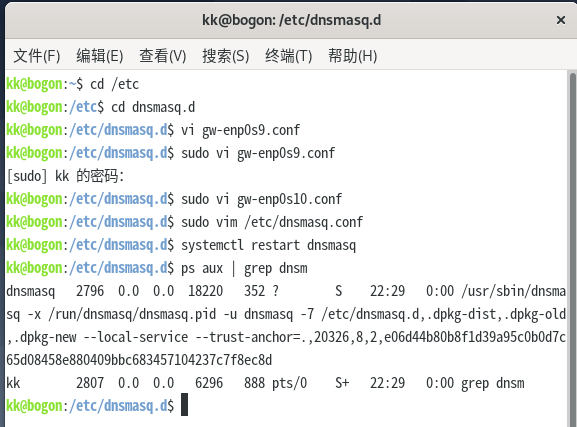 kk@bogon: /etc/dnsmasq.d
文件(F) 编辑(E) 查看(V) 搜索(S) 终端(T) 帮助(H)
kk@bogon:~$ cd /etc
kk@bogon:/etc$ cd dnsmasq.d
kk@bogon:/etc/dnsmasq.d$ vi gw-enp0s9.conf
kk@bogon:/etc/dnsmasq.d$ sudo vi gw-enp0s9.conf
[sudo] kk 的密码：
kk@bogon:/etc/dnsmasq.d$ sudo vi gw-enp0s10.conf
kk@bogon:/etc/dnsmasq.d$ sudo vim /etc/dnsmasq.conf
kk@bogon:/etc/dnsmasq.d$ systemctl restart dnsmasq
kk@bogon:/etc/dnsmasq.d$ ps aux | grep dnsm
dnsmasq   2796  0.0  0.0  18220   352 ?        S    22:29   0:00 /usr/sbin/dnsma
sq -x /run/dnsmasq/dnsmasq.pid -u dnsmasq -7 /etc/dnsmasq.d,.dpkg-dist,.dpkg-old
,.dpkg-new --local-service --trust-anchor=.,20326,8,2,e06d44b80b8f1d39a95c0b0d7c
65d08458e880409bbc683457104237c7f8ec8d
kk        2807  0.0  0.0   6296   888 pts/0    S+   22:29   0:00 grep dnsm
kk@bogon:/etc/dnsmasq.d$